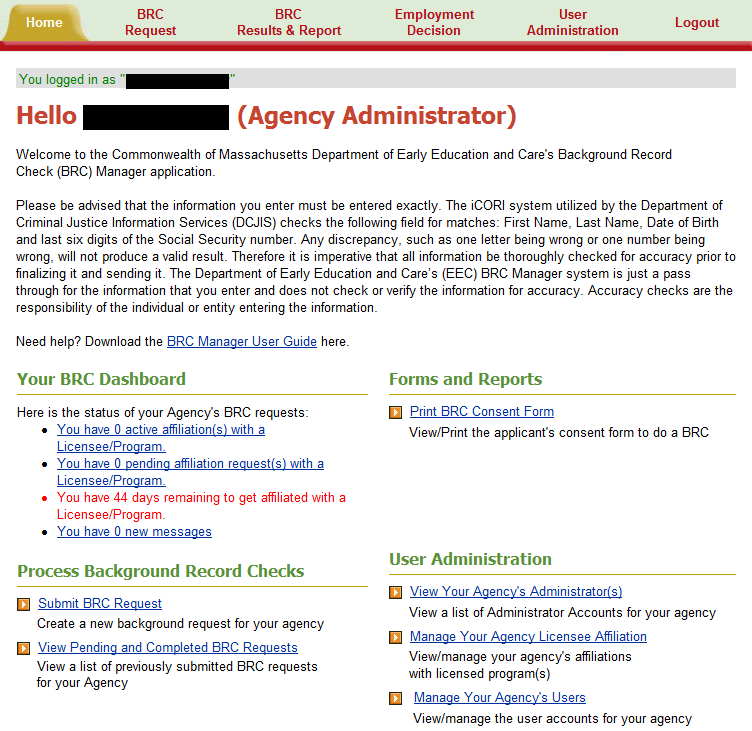 Home
BRC
Request
BRC
Results & Report
Employment
Decision
User
Administration
Logout
You logged in as " "
Hello (Agency Administrator)
Welcome to the Commonwealth of Massachusetts Department of Early Education and Care's Background Record
Check (BRC) Manager application.
Please be advised that the information you enter must be entered exactly. The iCORI system utilized by the Department of
Criminal Justice Information Services (DCJIS) checks the following field for matches: First Name, Last Name, Date of Birth
and last six digits of the Social Security number. Any discrepancy, such as one letter being wrong or one number being
wrong, will not produce a valid result. Therefore it is imperative that all information be thoroughly checked for accuracy prior to
finalizing it and sending it. The Department of Early Education and Care's (EEC) BRC Manager system is just a pass
through for the information that you enter and does not check or verify the information for accuracy. Accuracy checks are the
responsibility of the individual or entity entering the information.
Need help? Download the BRC Manager User Guide here.
Your BRC Dashboard
Here is the status of your Agency's BRC requests:
• You have 0 active affiliation(s) with a
Licensee/Program.
• You have 0 pending affiliation request(s) with a
Licensee/Program.
• You have 44 days remaining to get affiliated with a
Licensee/Program.
• You have 0 new messages
Process Background Record Checks
Submit BRC Request
Create a new background request for your agency
View Pending and Completed BRC Requests
View a list of previously submitted BRC requests
for your Agency
Forms and Reports
Print BRC Consent Form
View/Print the applicant's consent form to do a BRC
User Administration
View Your Agency's Administrator(s)
View a list of Administrator Accounts for your agency
Manage Your Agency Licensee Affiliation
View/manage your agency's affiliations
with licensed program(s)
Manage Your Agency's Users
View/manage the user accounts for your agency